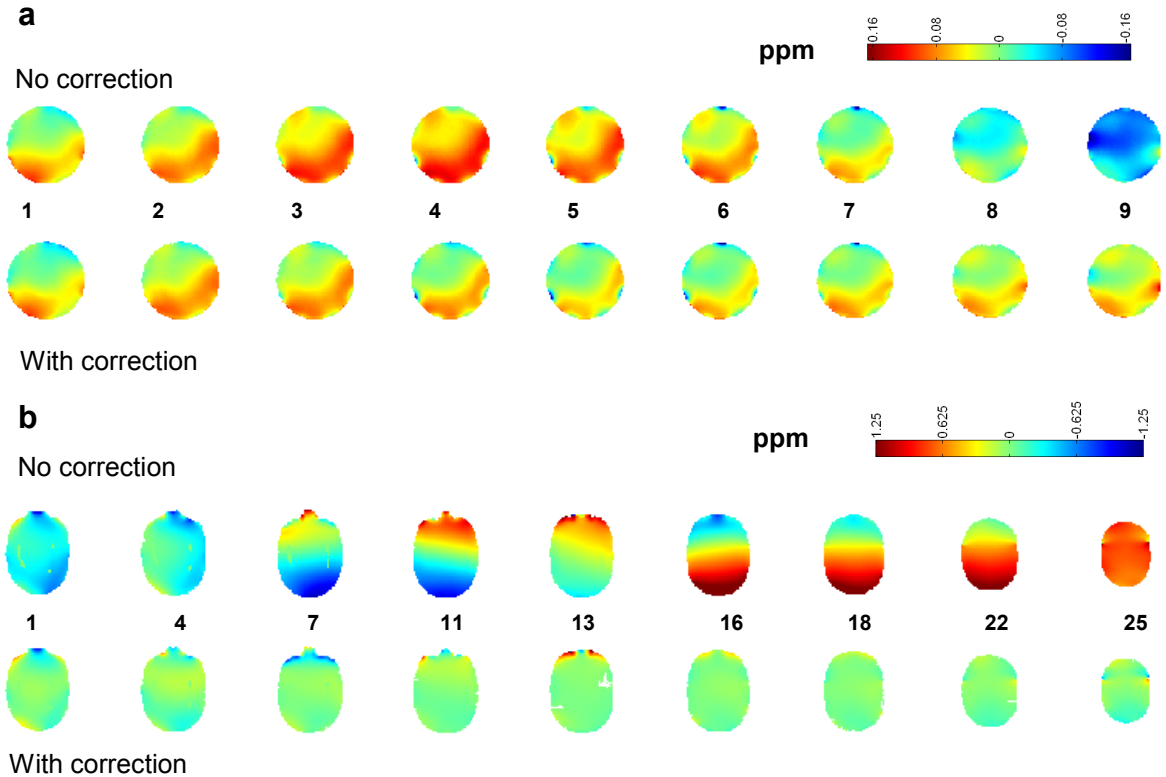 a
ppm
0.16 0.08 0 -0.08 -0.16
No correction
1 2 3 4 5 6 7 8 9
With correction
b
ppm
1.25 0.625 0 -0.625 -1.25
No correction
1 4 7 11 13 16 18 22 25
With correction